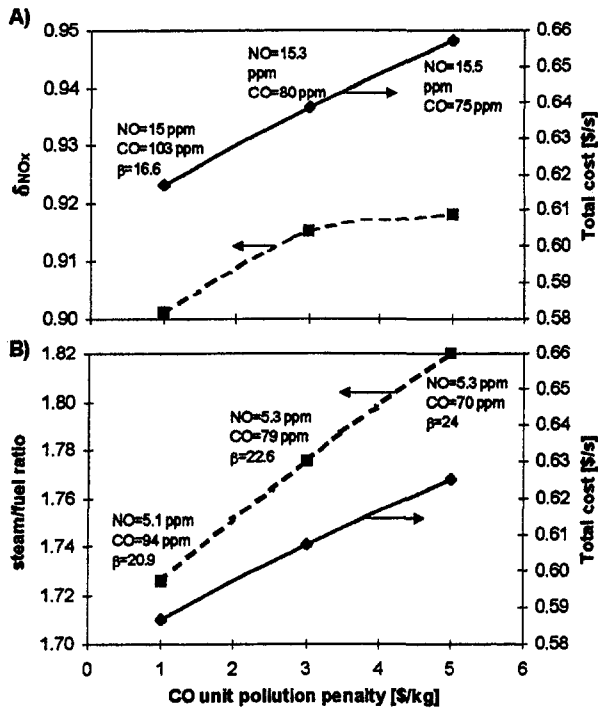 A)
0.95
0.94
0.93
0.92
0.91
0.90
δNOx
NO=15 ppm
CO=103 ppm
β=16.6
NO=15.3
ppm
CO=80 ppm
NO=15.5
ppm
CO=75 ppm
0.66
0.65
0.64
0.63
0.62
0.61
0.60
0.59
0.58
Total cost [$/s]
B)
1.82
1.80
1.78
1.76
1.74
1.72
1.70
steam/fuel ratio
NO=5.1 ppm
CO=94 ppm
β=20.9
NO=5.3 ppm
CO=79 ppm
β=22.6
NO=5.3 ppm
CO=70 ppm
β=24
0.66
0.65
0.64
0.63
0.62
0.61
0.60
0.59
0.58
Total cost [$/s]
0 1 2 3 4 5 6
CO unit pollution penalty [$/kg]